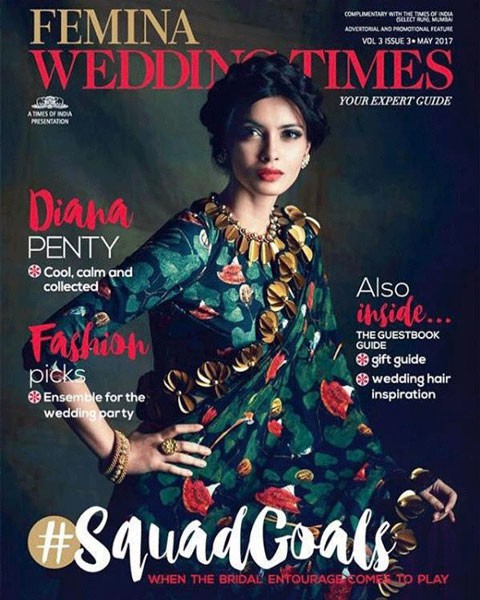 FEMINA
WEDDING TIMES
YOUR EXPERT GUIDE
COMPLIMENTARY WITH THE TIMES OF INDIA
(SELECT RUN), MUMBAI
ADVERTORIAL AND PROMOTIONAL FEATURE
VOL 3 ISSUE 3 • MAY 2017
A TIMES OF INDIA
PRESENTATION
Diana
PENTY
Cool, calm and
collected
Fashion
picks
Ensemble for the
wedding party
Also
inside...
THE GUESTBOOK
GUIDE
gift guide
wedding hair
inspiration
#SquadGoals
WHEN THE BRIDAL ENTOURAGE COMES TO PLAY